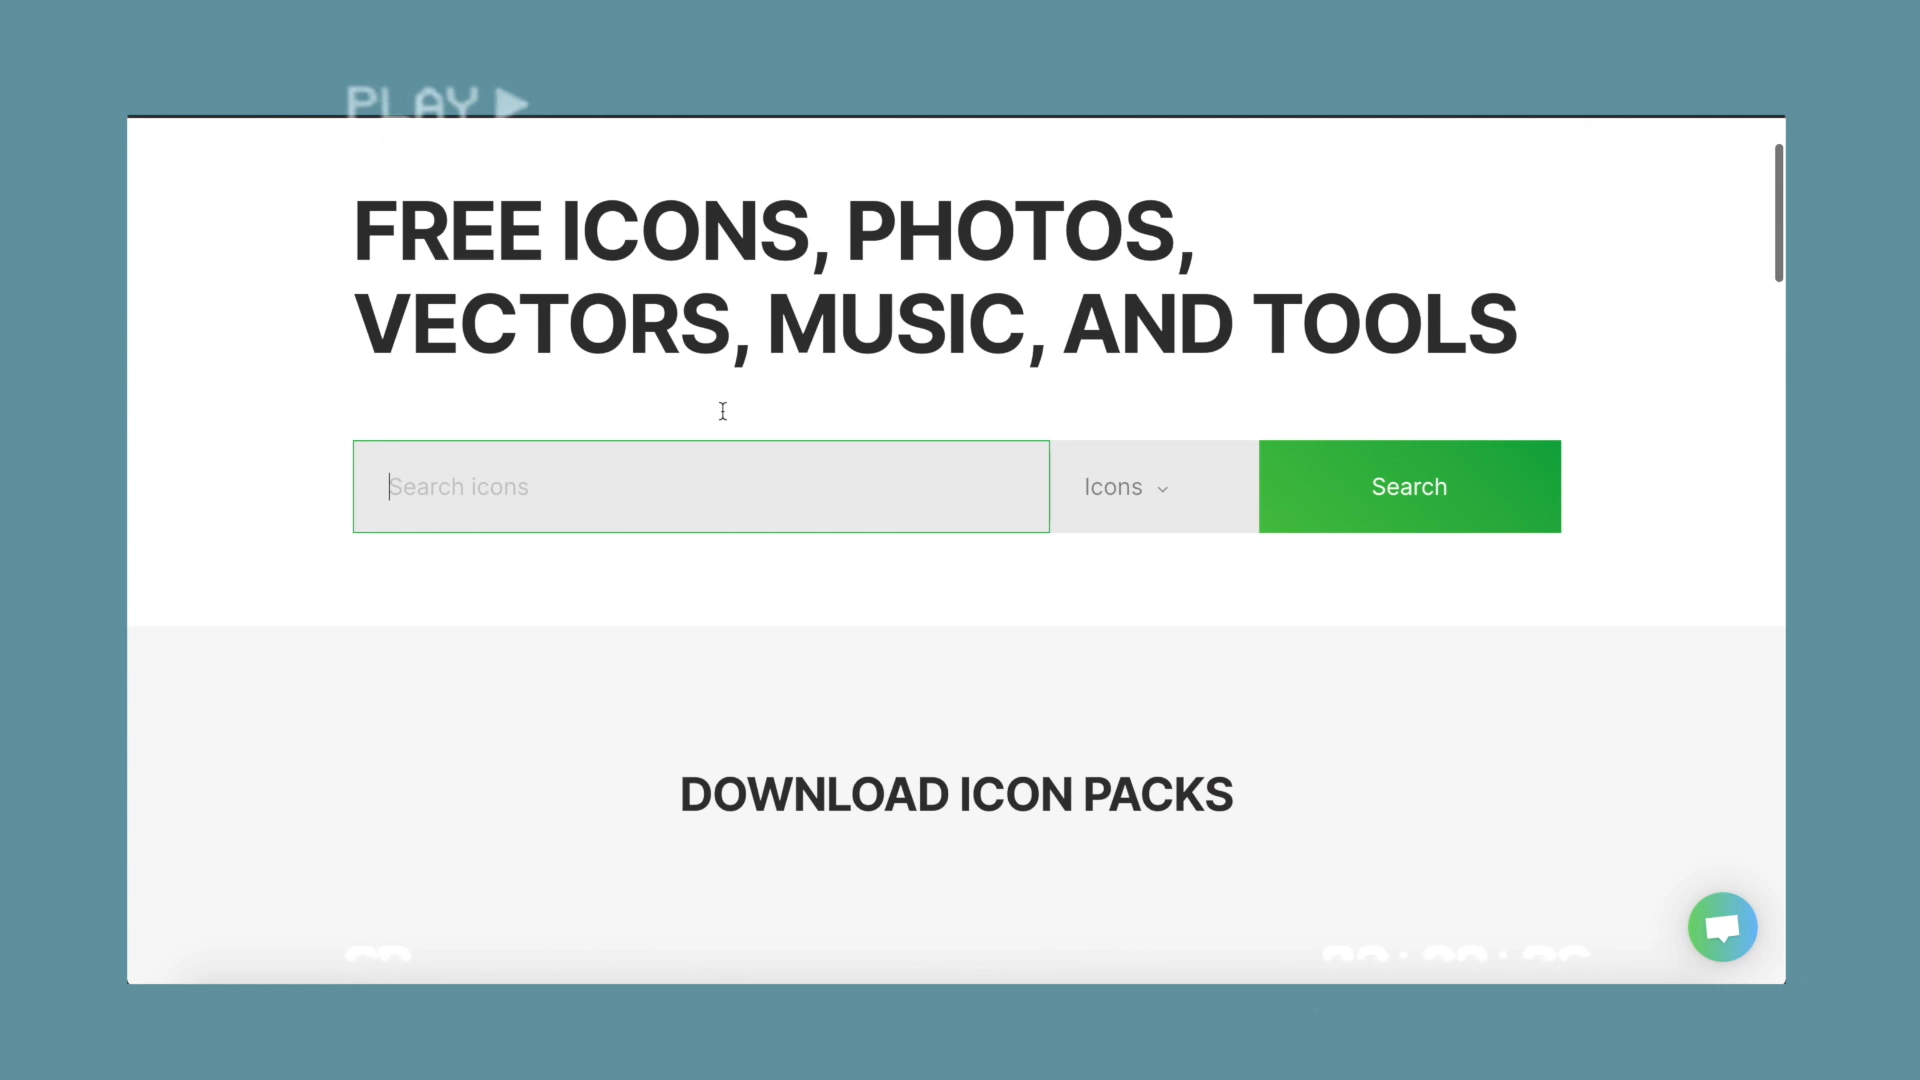 PLAY
FREE ICONS, PHOTOS,
VECTORS, MUSIC, AND TOOLS
Search icons
Icons
Search
DOWNLOAD ICON PACKS